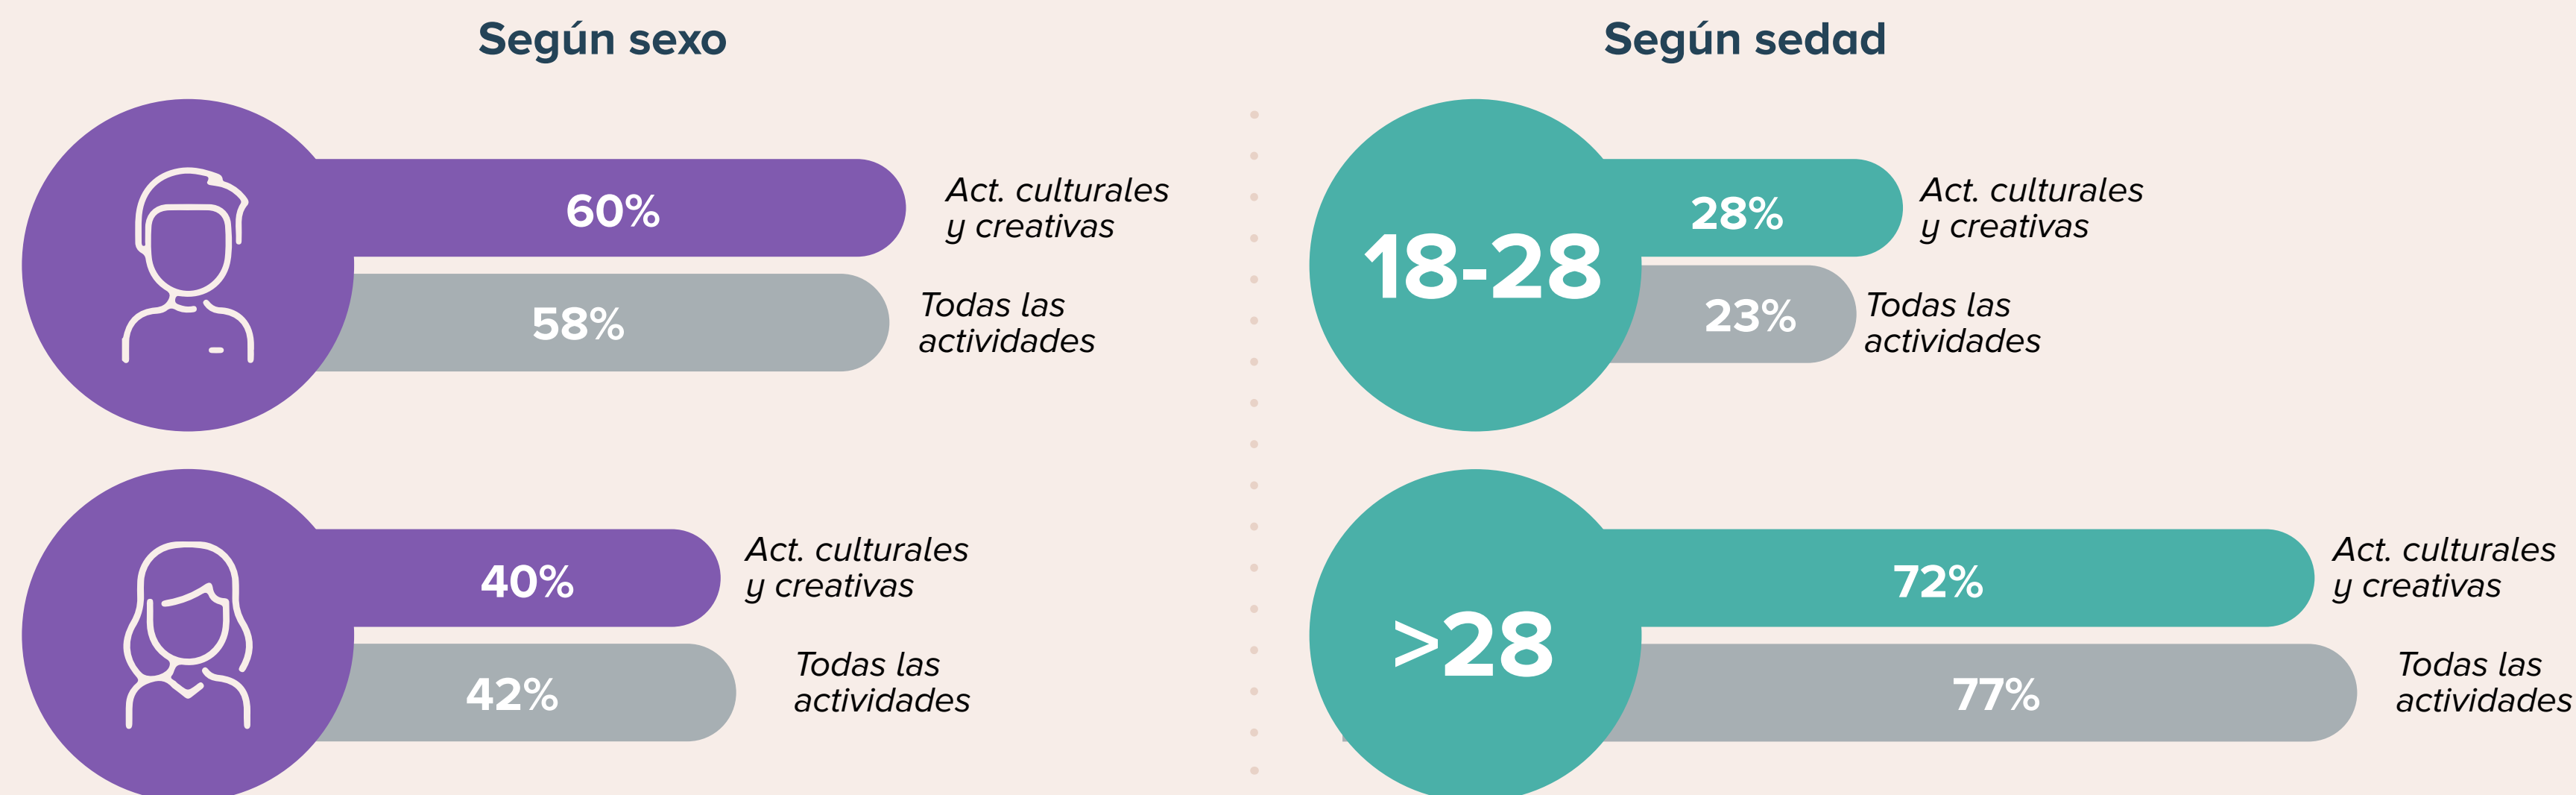 Según sexo
60%
Act. culturales
y creativas
58%
Todas las
actividades
40%
Act. culturales
y creativas
42%
Todas las
actividades
Según sedad
18-28
28%
Act. culturales
y creativas
23%
Todas las
actividades
>28
72%
Act. culturales
y creativas
77%
Todas las
actividades